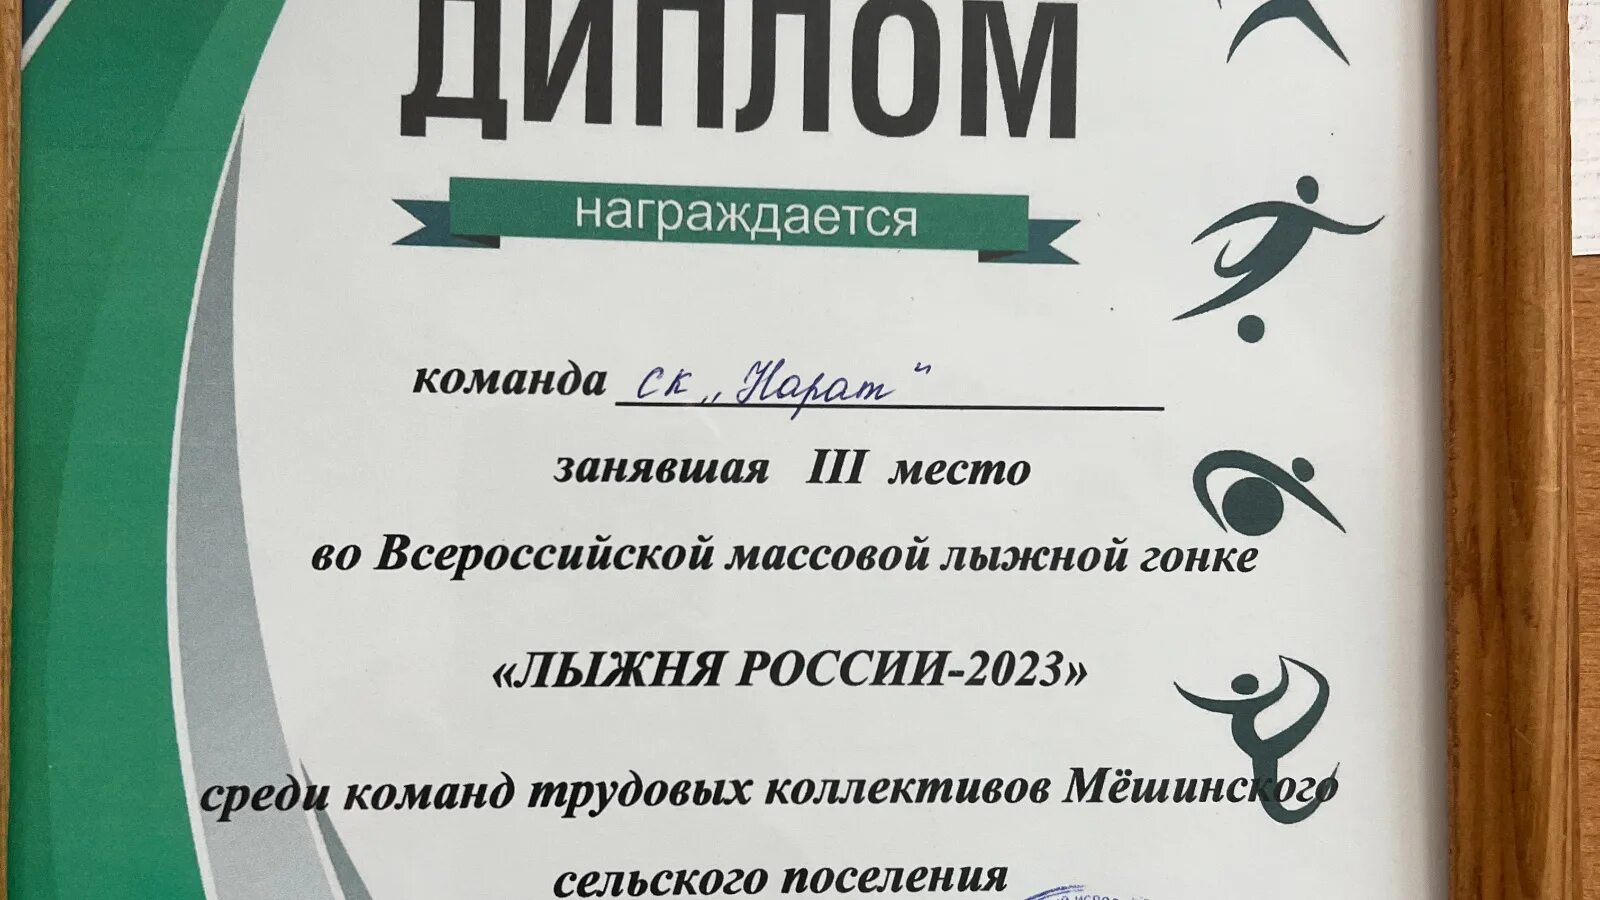 ДИПЛОМ
награждается
команда ск „Нарат“
занявшая III место
во Всероссийской массовой лыжной гонке
«ЛЫЖНЯ РОССИИ-2023»
среди команд трудовых коллективов Мёшинского
сельского поселения